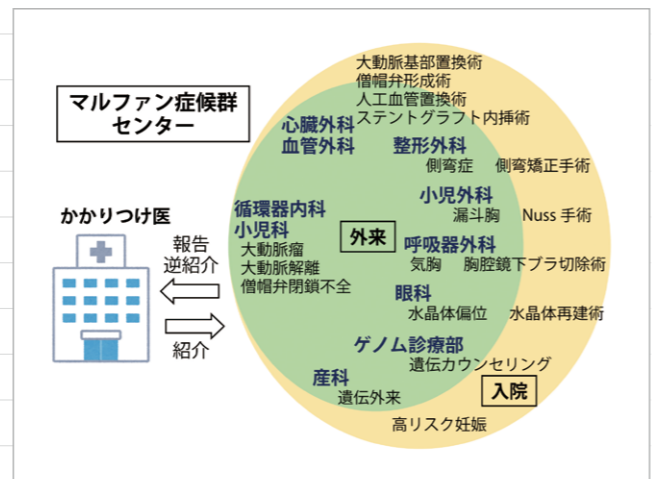 マルファン症候群
センター
大動脈基部置換術
僧帽弁形成術
人工血管置換術
ステントグラフト内挿術
心臓外科
血管外科
整形外科
側弯症 側弯矯正手術
小児外科
漏斗胸 Nuss 手術
循環器内科
小児科
大動脈瘤
大動脈解離
僧帽弁閉鎖不全
外来
呼吸器外科
気胸 胸腔鏡下ブラ切除術
眼科
水晶体偏位 水晶体再建術
ゲノム診療部
遺伝カウンセリング
産科
遺伝外来
入院
高リスク妊娠
かかりつけ医
報告
逆紹介
紹介